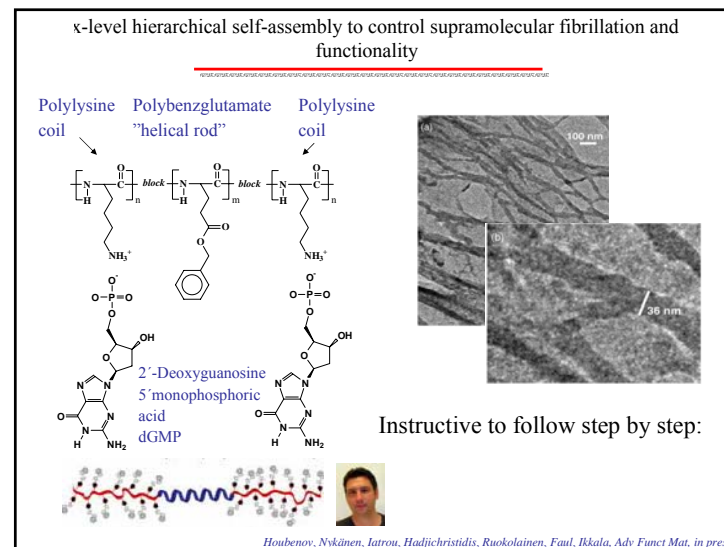 x-level hierarchical self-assembly to control supramolecular fibrillation and
functionality
Polylysine
coil
Polybenzglutamate
”helical rod”
Polylysine
coil
N
H
O
C
n
block
N
H
O
C
m
block
N
H
O
C
n
NH3+
O
O
NH3+
O-
O P O
O
OH
O
N
N
O
N
N
H
NH2
O-
O P O
O
OH
O
N
N
O
N
N
H
NH2
2´-Deoxyguanosine
5´monophosphoric
acid
dGMP
(a)
100 nm
(b)
36 nm
Instructive to follow step by step:
Houbenov, Nykänen, Iatrou, Hadjichristidis, Ruokolainen, Faul, Ikkala, Adv Funct Mat, in pre